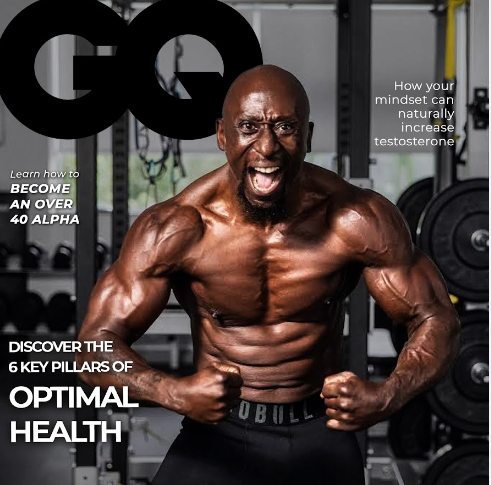 GQ
How your
mindset can
naturally
increase
testosterone
Learn how to
BECOME
AN OVER
40 ALPHA
DISCOVER THE
6 KEY PILLARS OF
OPTIMAL
HEALTH
OBULL